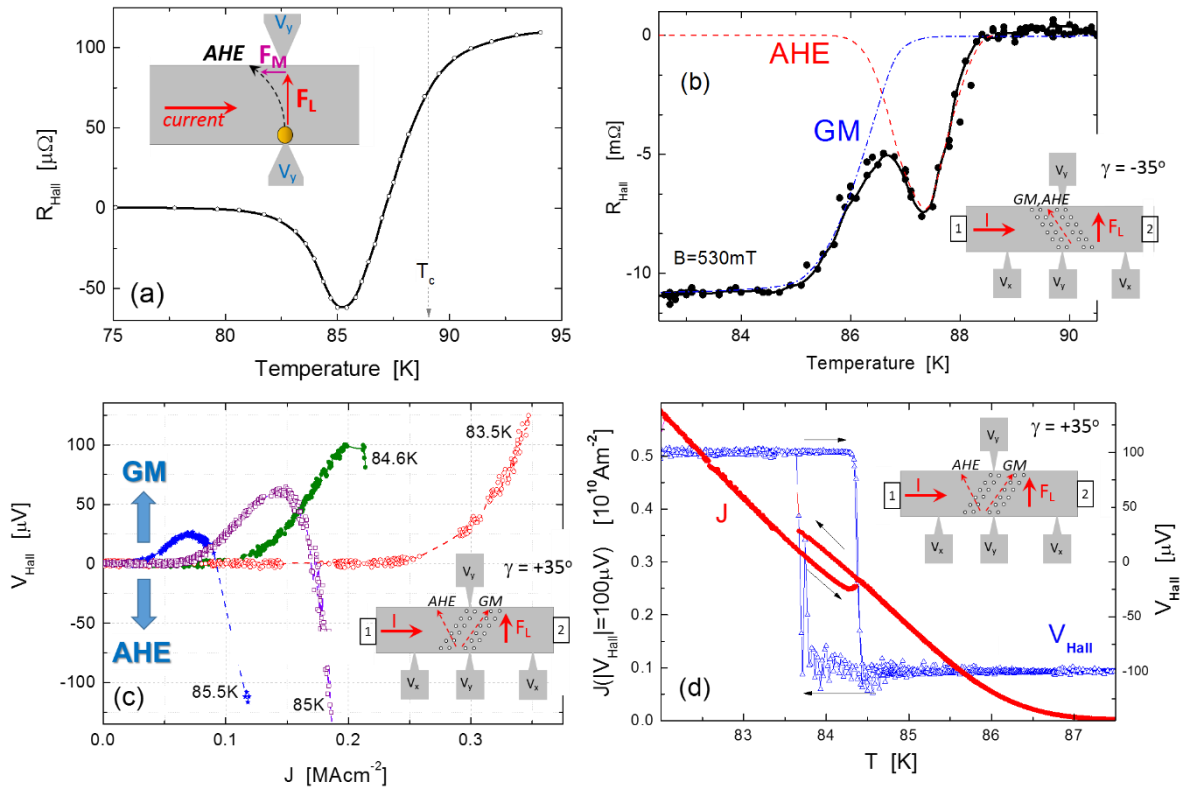 100
50
0
-50
75
80
85
90
95
R_Hall [μΩ]
Temperature [K]
(a)
T_c
V_y
AHE
F_M
F_L
current
V_y
0
-5
-10
84
86
88
90
R_Hall [mΩ]
Temperature [K]
(b)
AHE
GM
B=530mT
γ = -35°
V_y
GM,AHE
1
I
F_L
2
V_x
V_y
V_x
100
50
0
-50
-100
0.0
0.1
0.2
0.3
V_Hall [μV]
J [MAcm⁻²]
(c)
GM
AHE
83.5K
84.6K
85.5K
85K
γ = +35°
V_y
AHE
GM
1
I
F_L
2
V_x
V_y
V_x
0.5
0.4
0.3
0.2
0.1
0.0
83
84
85
86
87
100
50
0
-50
-100
J(|V_Hall|=100μV) [10¹⁰Am⁻²]
V_Hall [μV]
T [K]
(d)
J
V_Hall
γ = +35°
V_y
AHE
GM
1
I
F_L
2
V_x
V_y
V_x